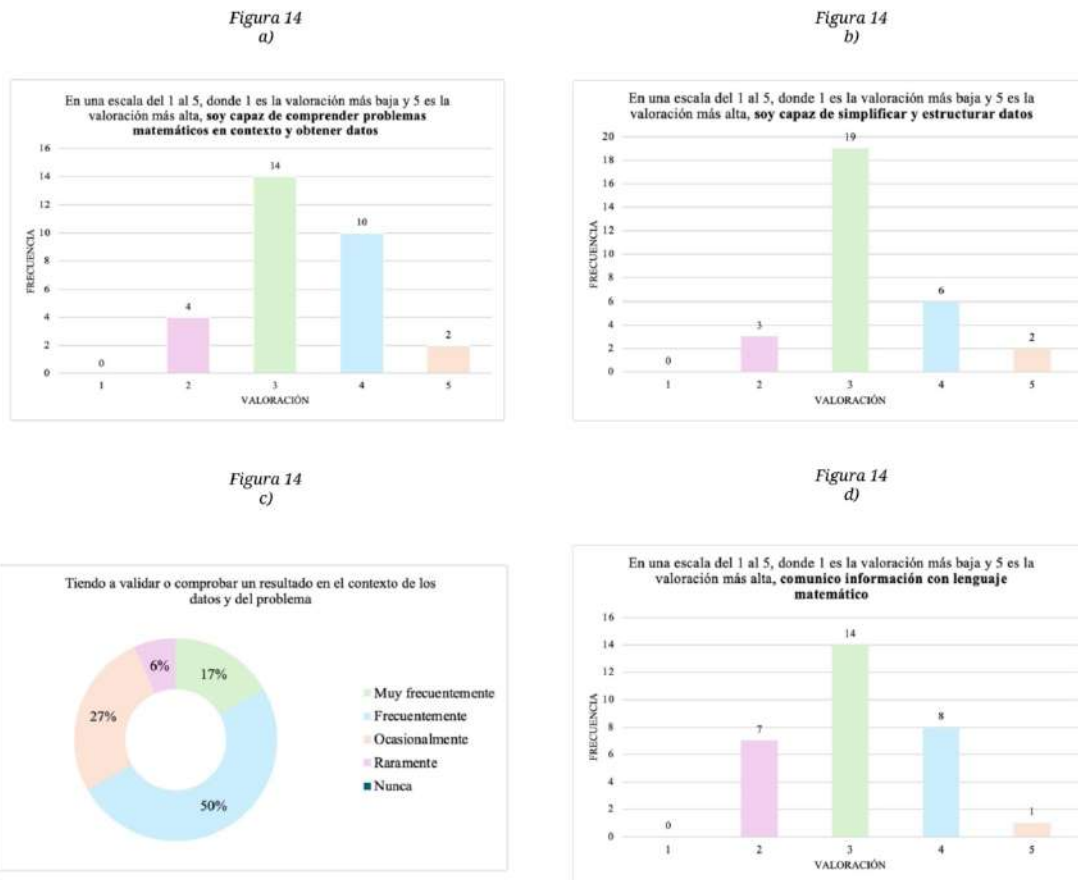 Figura 14
a)
En una escala del 1 al 5, donde 1 es la valoración más baja y 5 es la
valoración más alta, soy capaz de comprender problemas
matemáticos en contexto y obtener datos
16
14
12
10
8
6
4
2
0
FRECUENCIA
0
4
14
10
2
1
2
3
4
5
VALORACIÓN
Figura 14
b)
En una escala del 1 al 5, donde 1 es la valoración más baja y 5 es la
valoración más alta, soy capaz de simplificar y estructurar datos
20
18
16
14
12
10
8
6
4
2
0
FRECUENCIA
0
3
19
6
2
1
2
3
4
5
VALORACIÓN
Figura 14
c)
Tiendo a validar o comprobar un resultado en el contexto de los
datos y del problema
6%
17%
27%
50%
Muy frecuentemente
Frecuentemente
Ocasionalmente
Raramente
Nunca
Figura 14
d)
En una escala del 1 al 5, donde 1 es la valoración más baja y 5 es la
valoración más alta, comunico información con lenguaje
matemático
16
14
12
10
8
6
4
2
0
FRECUENCIA
0
7
14
8
1
1
2
3
4
5
VALORACIÓN